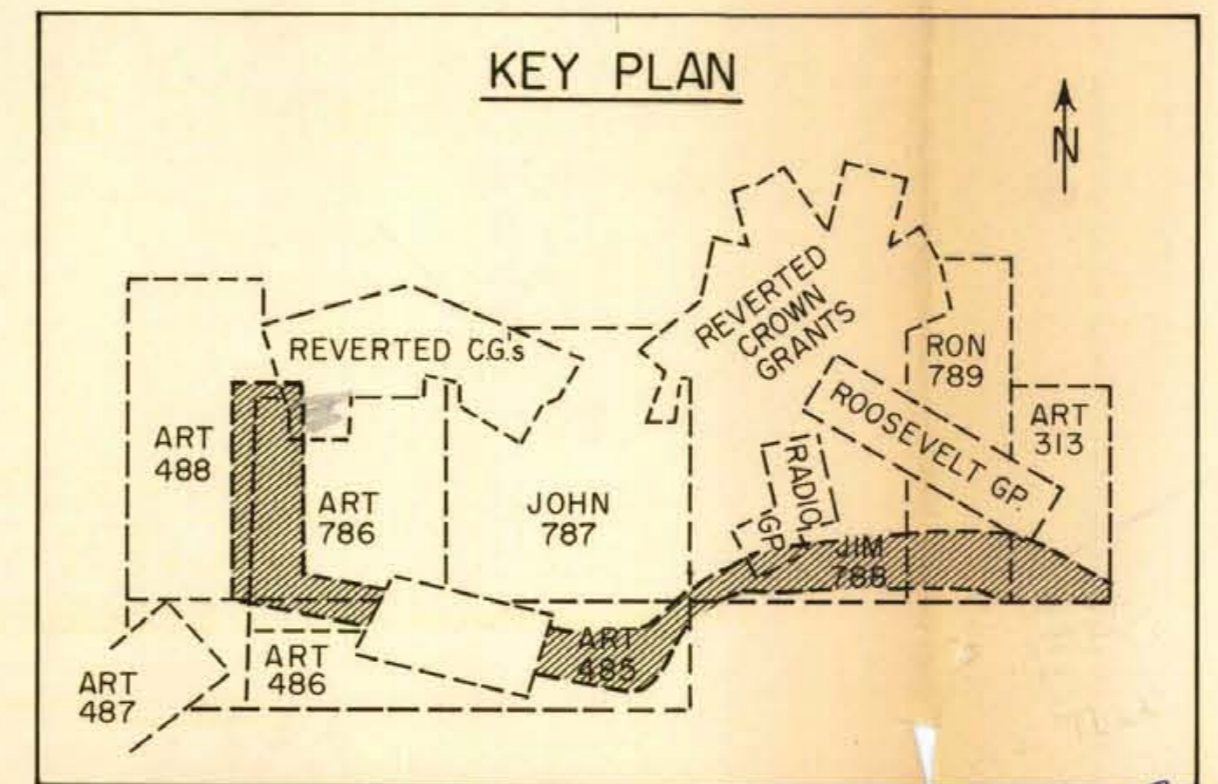 KEY PLAN
N
REVERTED
CROWN
GRANTS
REVERTED C.G.s
RON
789
ROOSEVELT GP.
ART
313
ART
488
ART
786
JOHN
787
RADIO
GP.
JIM
788
ART
485
ART
486
ART
487